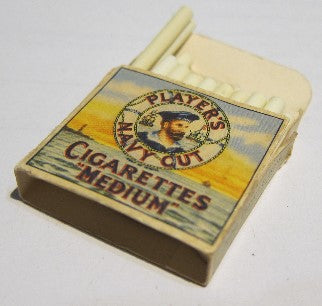 PLAYER'S
NAVY CUT
CIGARETTES
"MEDIUM"